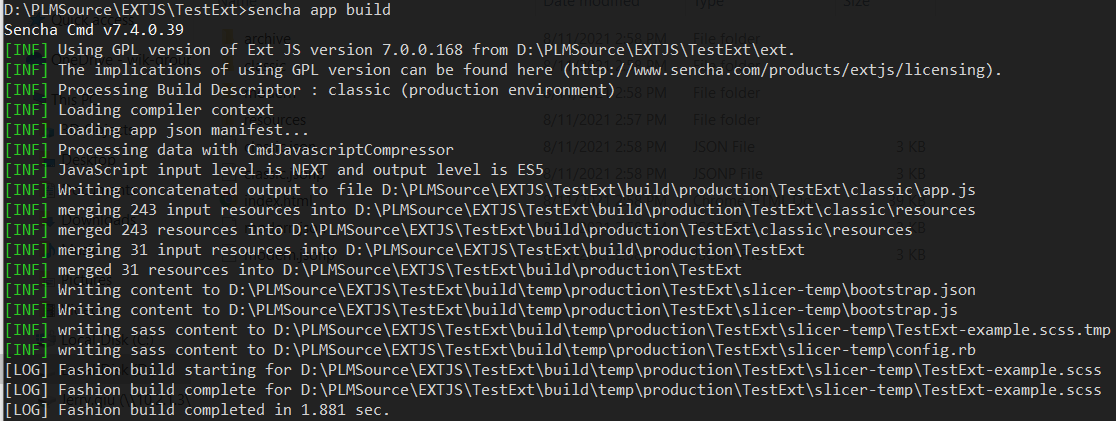 D:\PLMSource\EXTJS\TestExt>sencha app build
Sencha Cmd v7.4.0.39
[INF] Using GPL version of Ext JS version 7.0.0.168 from D:\PLMSource\EXTJS\TestExt\ext.
[INF] The implications of using GPL version can be found here (http://www.sencha.com/products/extjs/licensing).
[INF] Processing Build Descriptor : classic (production environment)
[INF] Loading compiler context
[INF] Loading app json manifest...
[INF] Processing data with CmdJavascriptCompressor
[INF] JavaScript input level is NEXT and output level is ES5
[INF] Writing concatenated output to file D:\PLMSource\EXTJS\TestExt\build\production\TestExt\classic\app.js
[INF] merging 243 input resources into D:\PLMSource\EXTJS\TestExt\build\production\TestExt\classic\resources
[INF] merged 243 resources into D:\PLMSource\EXTJS\TestExt\build\production\TestExt\classic\resources
[INF] merging 31 input resources into D:\PLMSource\EXTJS\TestExt\build\production\TestExt
[INF] merged 31 resources into D:\PLMSource\EXTJS\TestExt\build\production\TestExt
[INF] Writing content to D:\PLMSource\EXTJS\TestExt\build\temp\production\TestExt\slicer-temp\bootstrap.json
[INF] Writing content to D:\PLMSource\EXTJS\TestExt\build\temp\production\TestExt\slicer-temp\bootstrap.js
[INF] writing sass content to D:\PLMSource\EXTJS\TestExt\build\temp\production\TestExt\slicer-temp\TestExt-example.scss.tmp
[INF] writing sass content to D:\PLMSource\EXTJS\TestExt\build\temp\production\TestExt\slicer-temp\config.rb
[LOG] Fashion build starting for D:\PLMSource\EXTJS\TestExt\build\temp\production\TestExt\slicer-temp\TestExt-example.scss
[LOG] Fashion build complete for D:\PLMSource\EXTJS\TestExt\build\temp\production\TestExt\slicer-temp\TestExt-example.scss
[LOG] Fashion build completed in 1.881 sec.